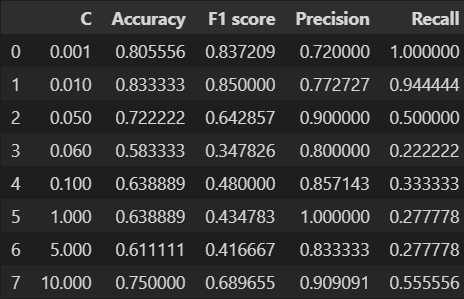 C Accuracy F1 score Precision Recall
0 0.001 0.805556 0.837209 0.720000 1.000000
1 0.010 0.833333 0.850000 0.772727 0.944444
2 0.050 0.722222 0.642857 0.900000 0.500000
3 0.060 0.583333 0.347826 0.800000 0.222222
4 0.100 0.638889 0.480000 0.857143 0.333333
5 1.000 0.638889 0.434783 1.000000 0.277778
6 5.000 0.611111 0.416667 0.833333 0.277778
7 10.000 0.750000 0.689655 0.909091 0.555556